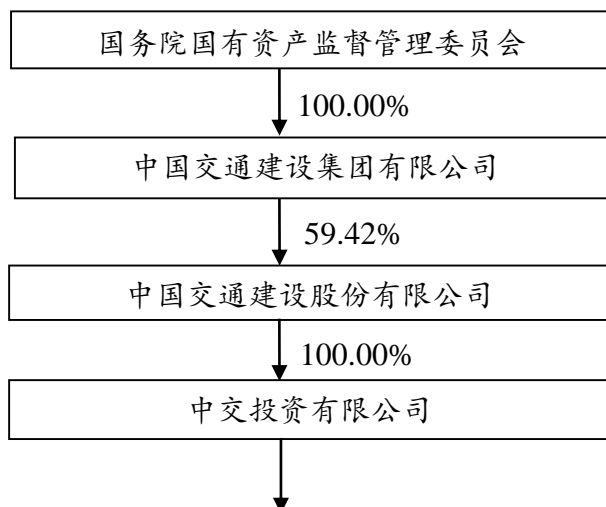 国务院国有资产监督管理委员会
100.00%
中国交通建设集团有限公司
59.42%
中国交通建设股份有限公司
100.00%
中交投资有限公司